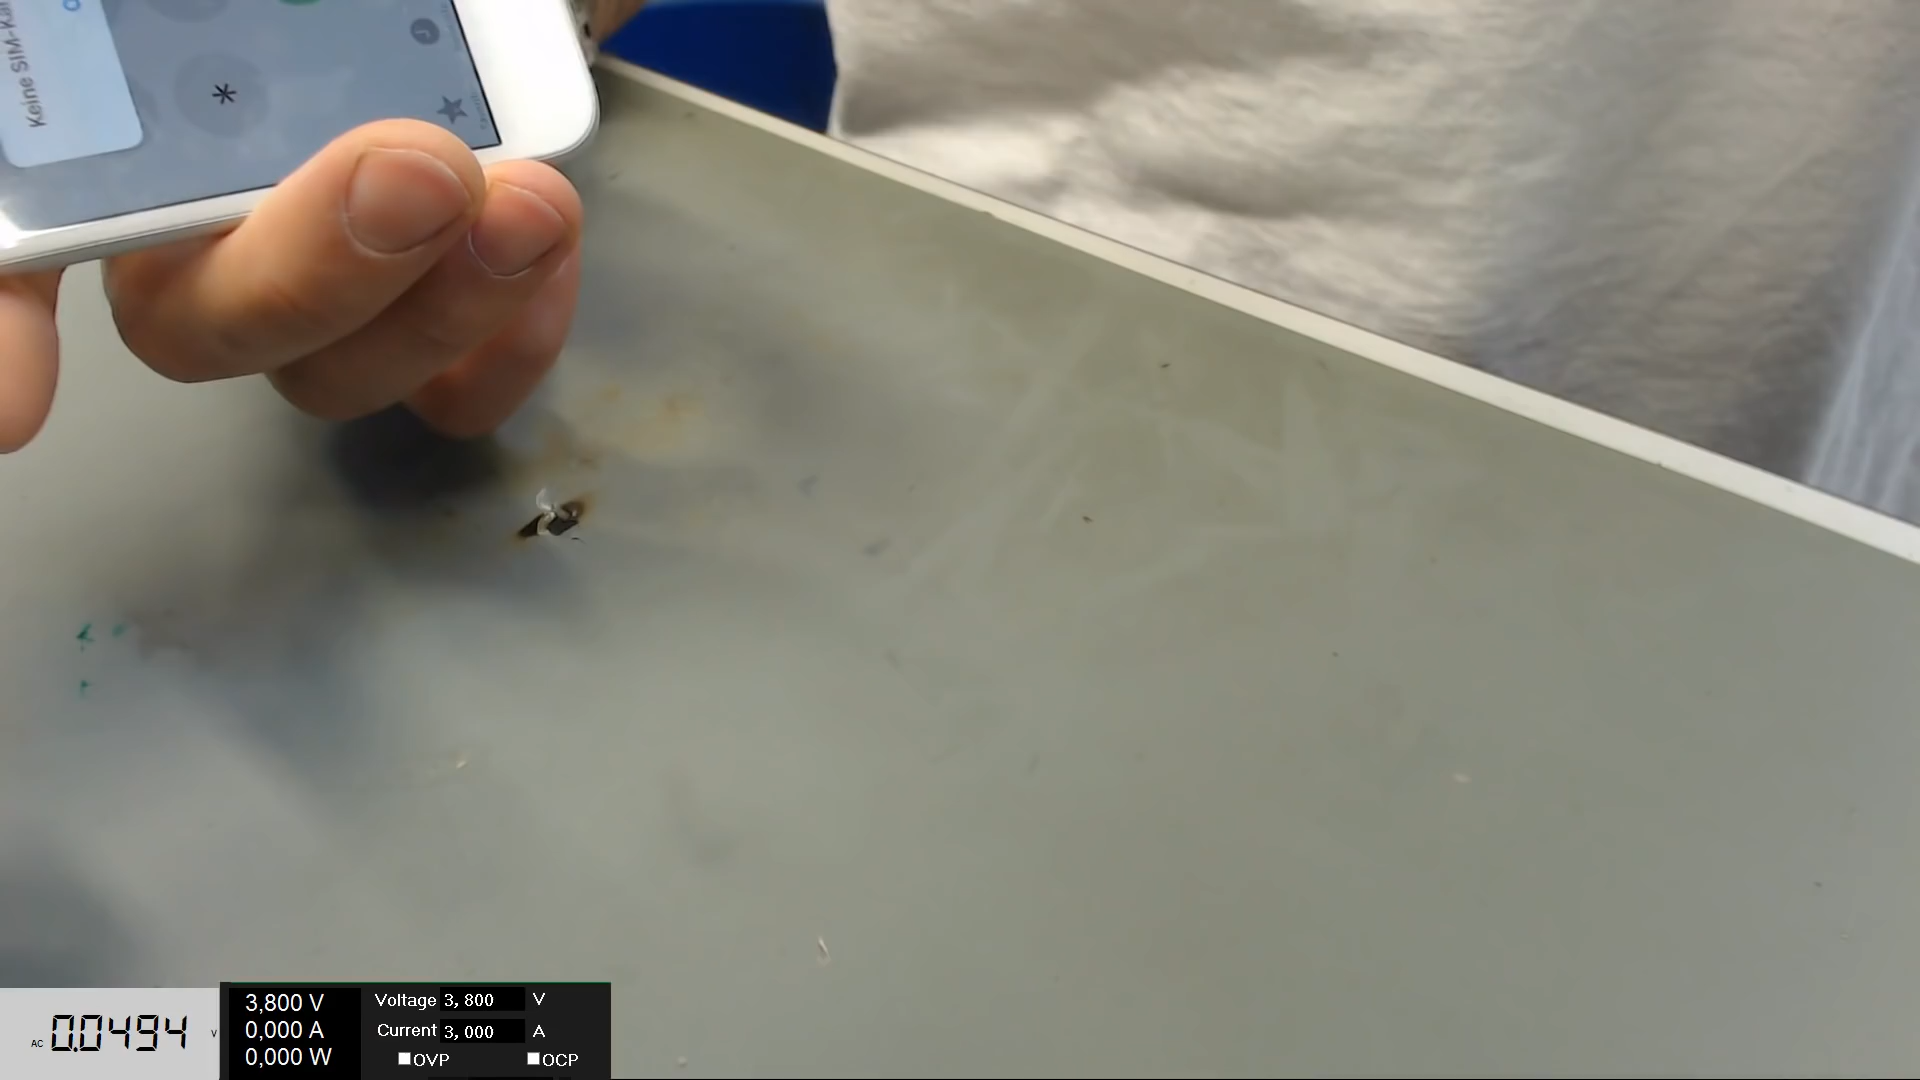 Keine SIM-Kar
*
AC 0.0494 V
3,800 V
0,000 A
0,000 W
Voltage 3, 800 V
Current 3, 000 A
OVP
OCP